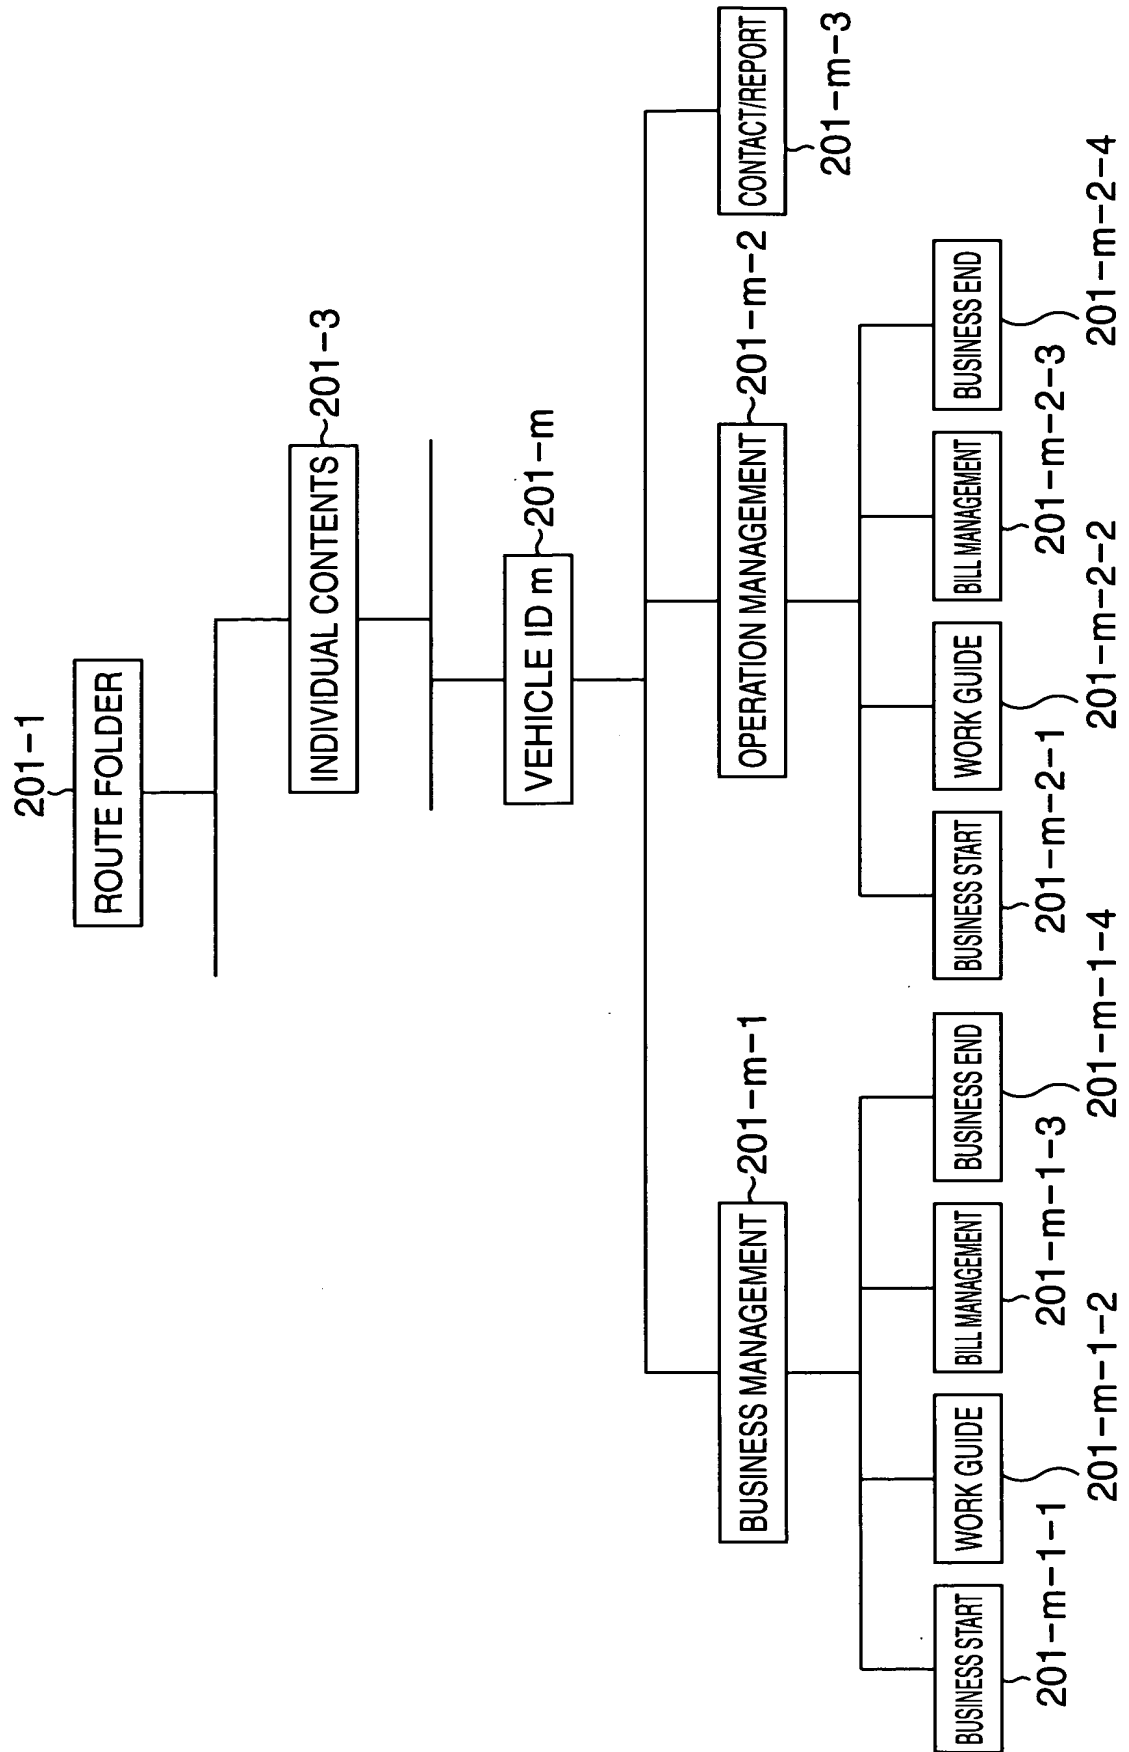 201-1
ROUTE FOLDER
INDIVIDUAL CONTENTS
201-3
VEHICLE ID m
201-m
BUSINESS MANAGEMENT
201-m-1
OPERATION MANAGEMENT
201-m-2
CONTACT/REPORT
201-m-3
BUSINESS START
201-m-1-1
WORK GUIDE
201-m-1-2
BILL MANAGEMENT
201-m-1-3
BUSINESS END
201-m-1-4
BUSINESS START
201-m-2-1
WORK GUIDE
201-m-2-2
BILL MANAGEMENT
201-m-2-3
BUSINESS END
201-m-2-4